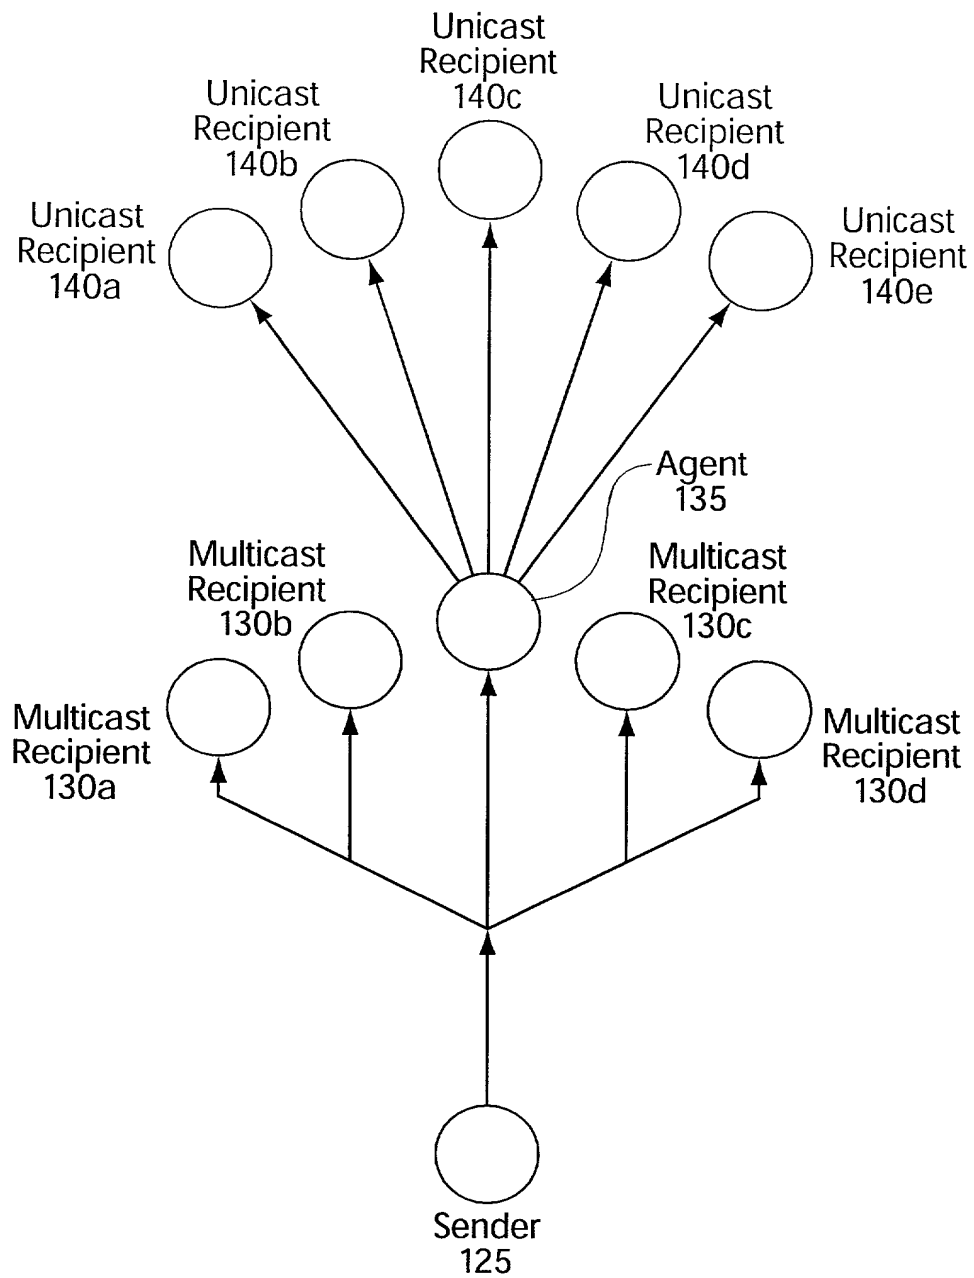 Unicast
Recipient
140c
Unicast
Recipient
140b
Unicast
Recipient
140d
Unicast
Recipient
140a
Unicast
Recipient
140e
Agent
135
Multicast
Recipient
130b
Multicast
Recipient
130c
Multicast
Recipient
130a
Multicast
Recipient
130d
Sender
125